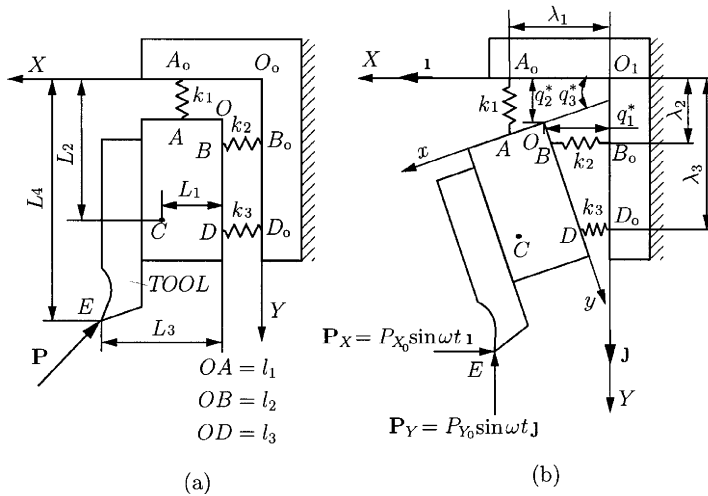 X
A₀
O₀
k₁
O
k₂
A
B
B₀
L₂
L₄
L₁
k₃
C
D
D₀
TOOL
E
Y
P
L₃
OA = l₁
OB = l₂
OD = l₃
(a)
λ₁
X
ı
A₀
O₁
k₁
q₂*
q₃*
q₁*
λ₂
λ₃
x
A
O
B
k₂
B₀
k₃
D
D₀
C
y
P_X = P_X₀ sin ωt ı
E
ȷ
Y
P_Y = P_Y₀ sin ωt ȷ
(b)